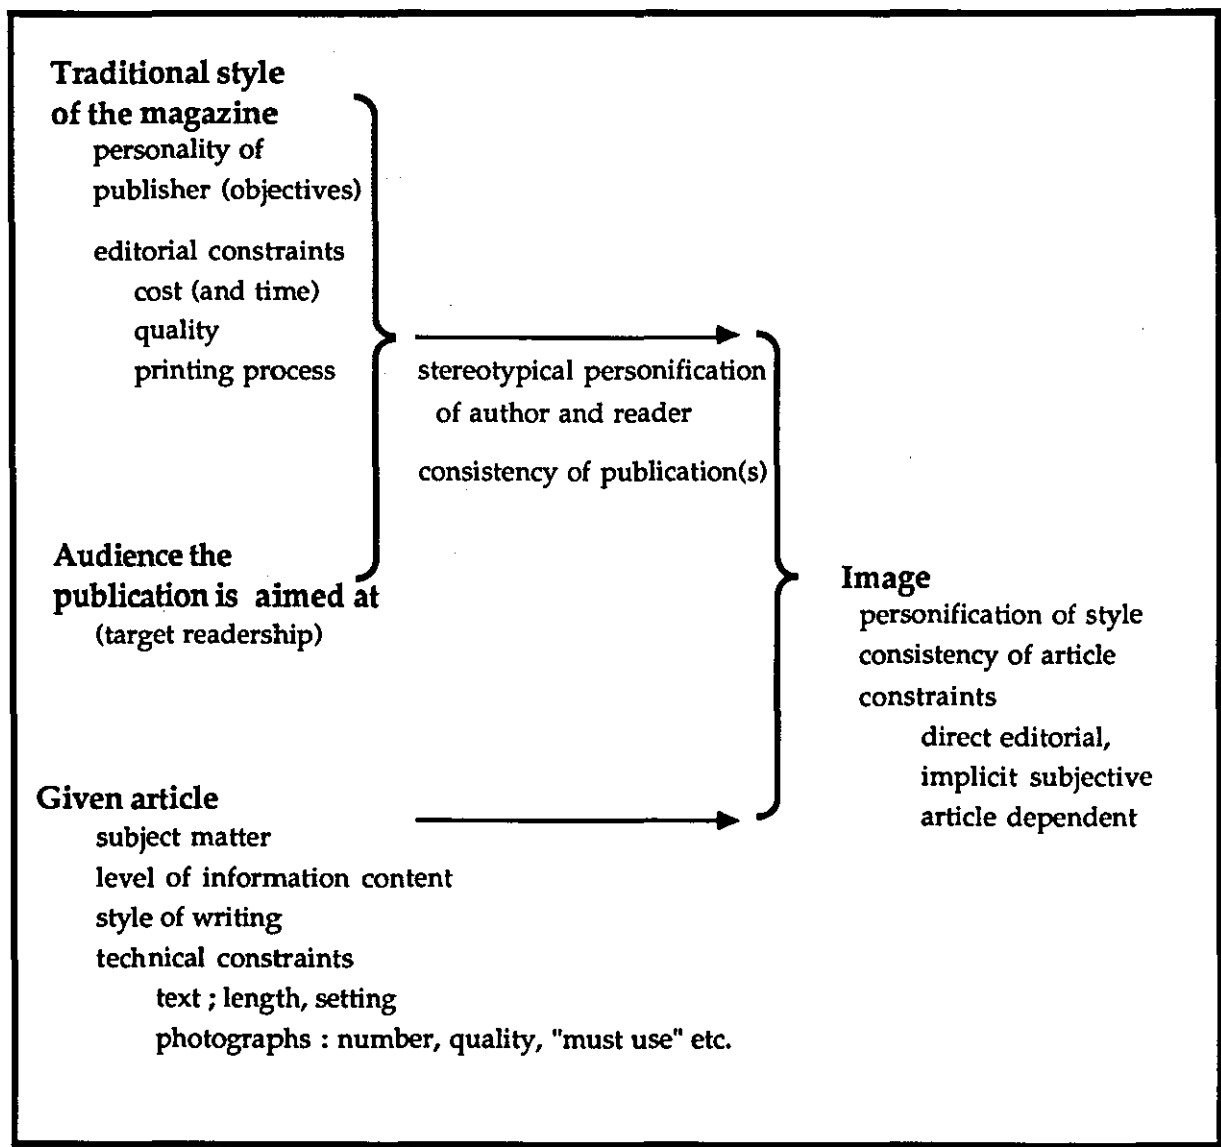 Traditional style
of the magazine
personality of
publisher (objectives)
editorial constraints
cost (and time)
quality
printing process
stereotypical personification
of author and reader
consistency of publication(s)
Audience the
publication is aimed at
(target readership)
Image
personification of style
consistency of article
constraints
direct editorial,
implicit subjective
article dependent
Given article
subject matter
level of information content
style of writing
technical constraints
text ; length, setting
photographs : number, quality, "must use" etc.